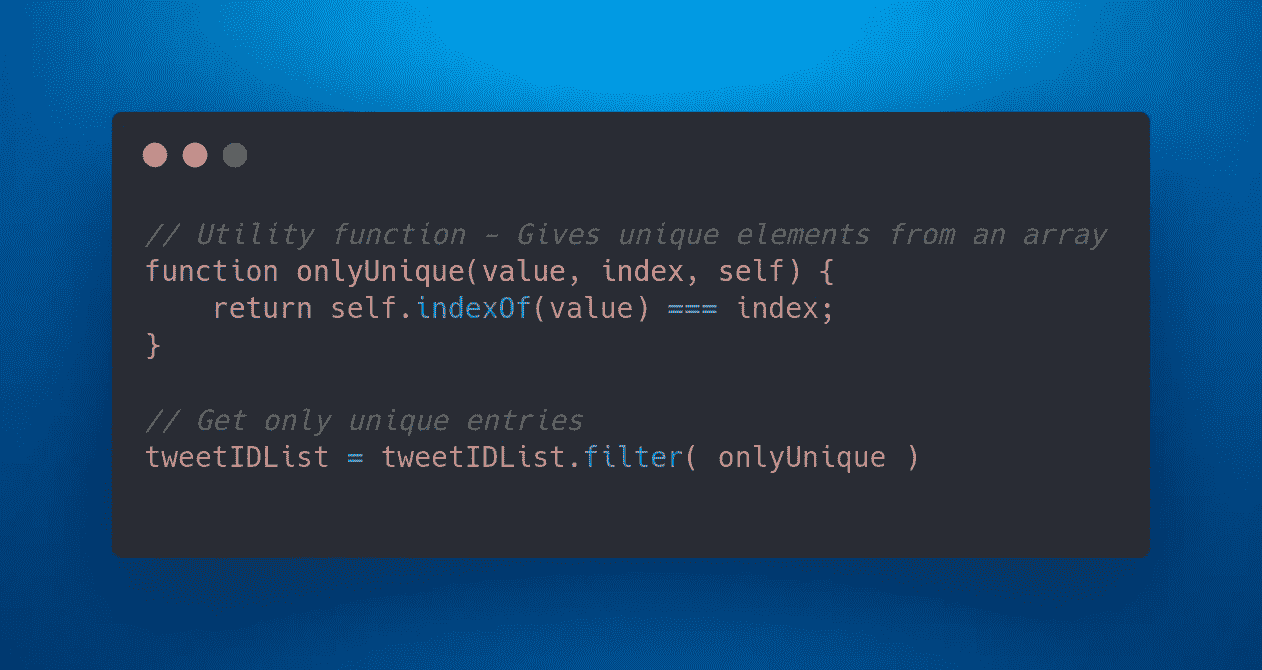 // Utility function - Gives unique elements from an array
function onlyUnique(value, index, self) {
    return self.indexOf(value) === index;
}
// Get only unique entries
tweetIDList = tweetIDList.filter( onlyUnique )